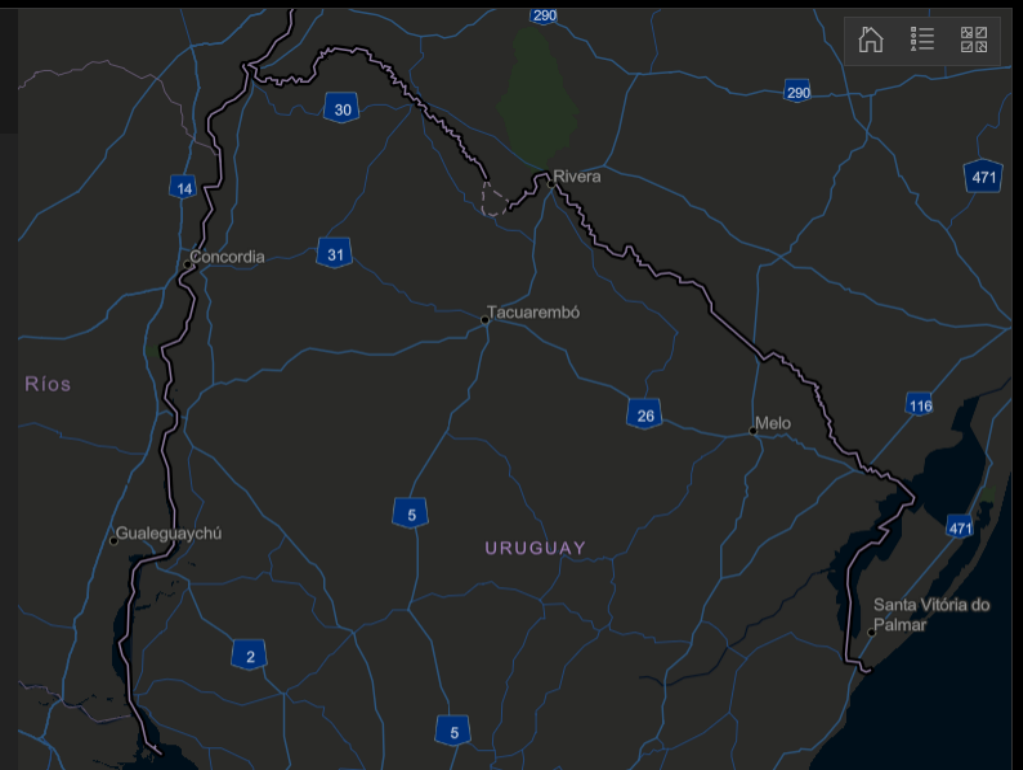 290
30
290
14
Rivera
471
31
Concordia
Tacuarembó
Ríos
26
116
Melo
5
Gualeguaychú
471
URUGUAY
Santa Vitória do
Palmar
2
5